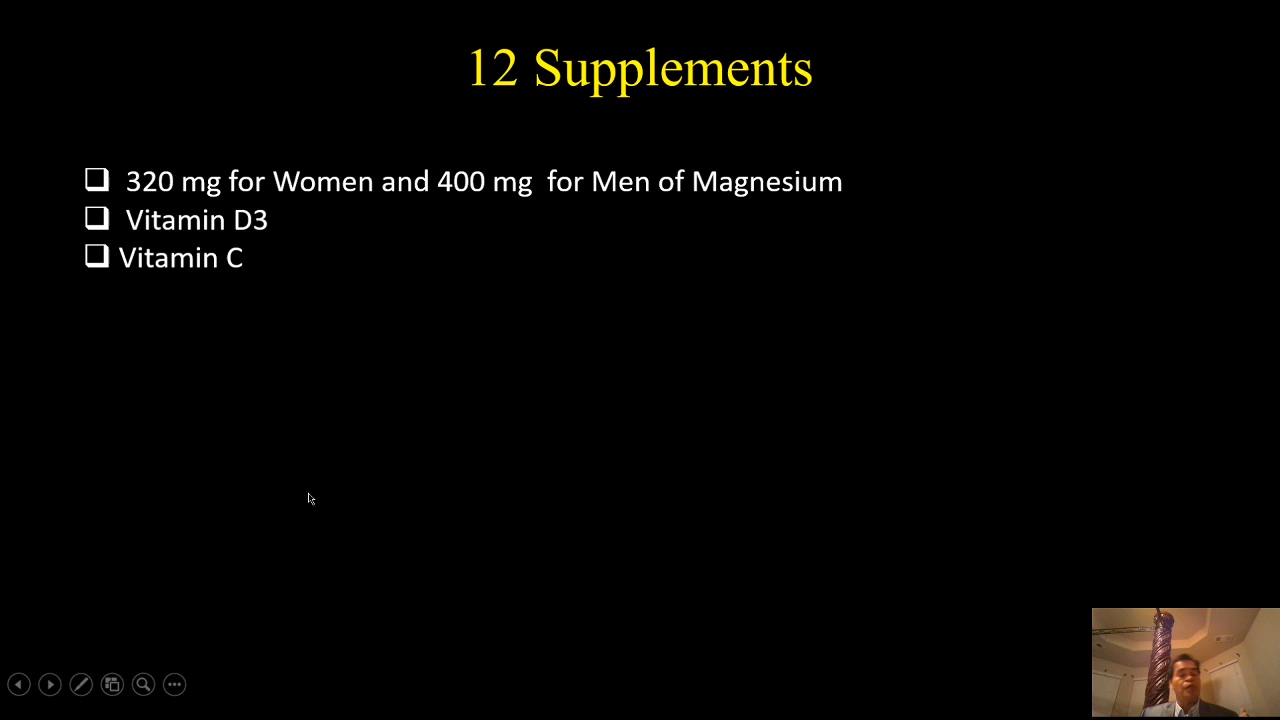 12 Supplements
320 mg for Women and 400 mg for Men of Magnesium
Vitamin D3
Vitamin C